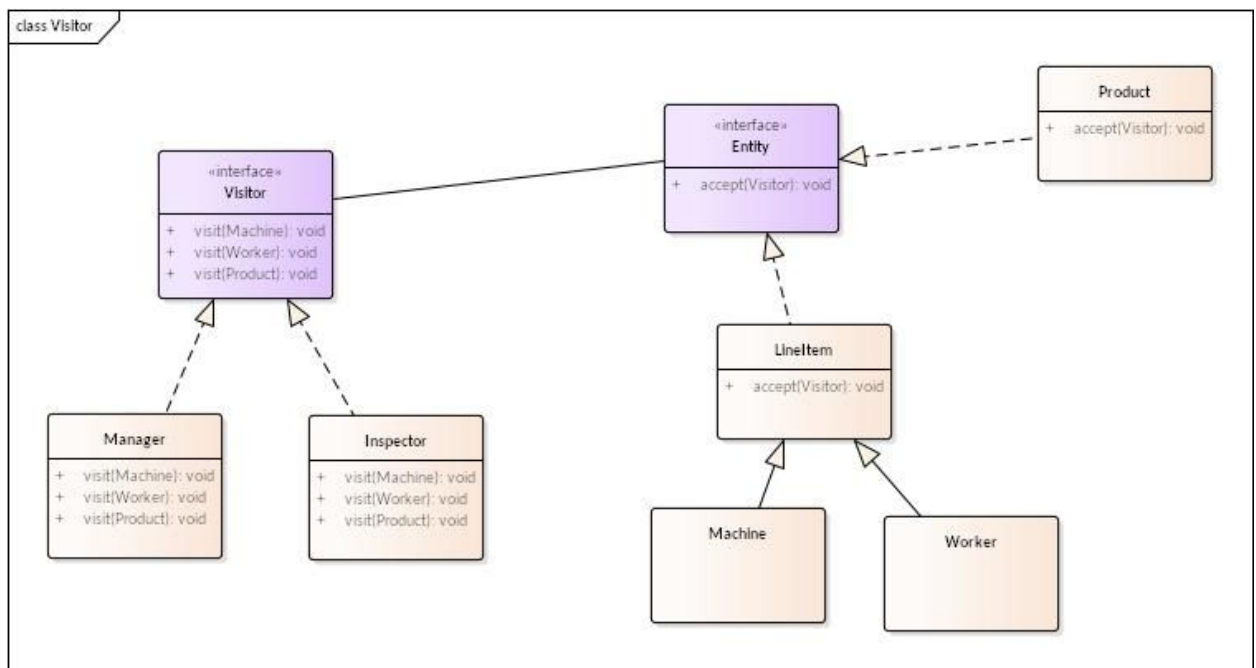 class Visitor
«interface»
Visitor
+ visit(Machine): void
+ visit(Worker): void
+ visit(Product): void
«interface»
Entity
+ accept(Visitor): void
Product
+ accept(Visitor): void
LineItem
+ accept(Visitor): void
Manager
+ visit(Machine): void
+ visit(Worker): void
+ visit(Product): void
Inspector
+ visit(Machine): void
+ visit(Worker): void
+ visit(Product): void
Machine
Worker